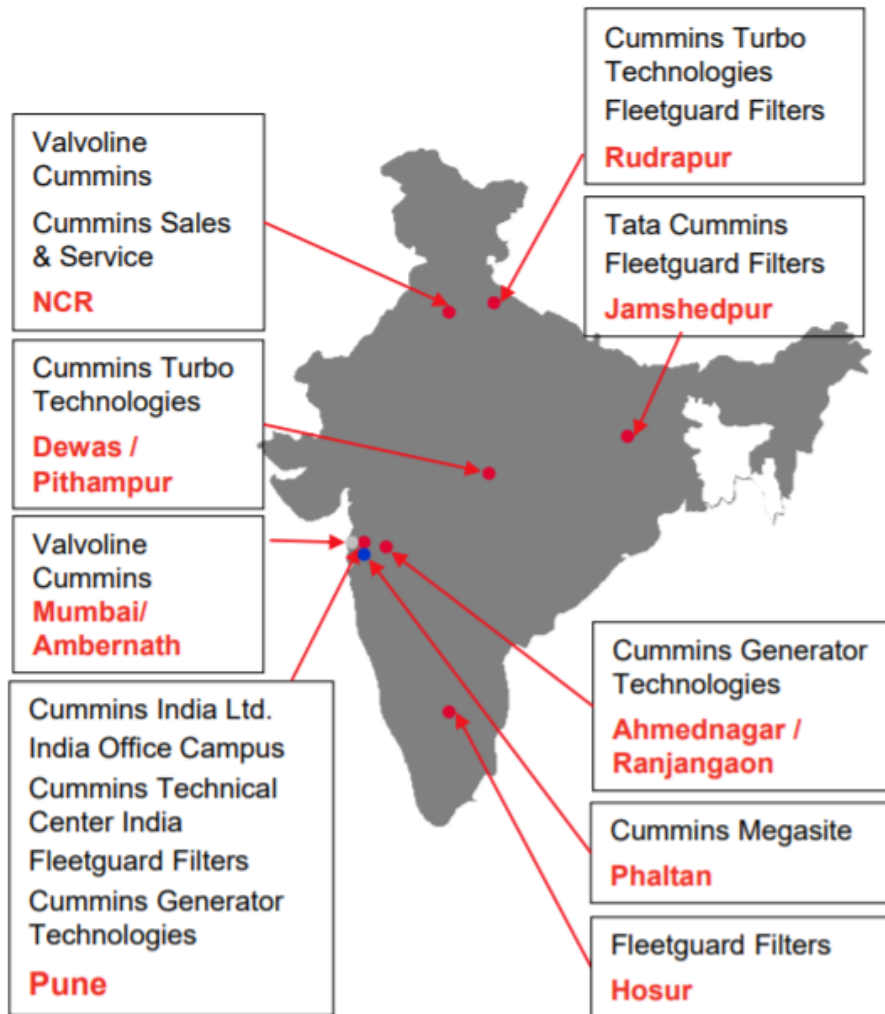 Valvoline
Cummins
Cummins Sales
& Service
NCR
Cummins Turbo
Technologies
Dewas /
Pithampur
Valvoline
Cummins
Mumbai/
Ambernath
Cummins India Ltd.
India Office Campus
Cummins Technical
Center India
Fleetguard Filters
Cummins Generator
Technologies
Pune
Cummins Turbo
Technologies
Fleetguard Filters
Rudrapur
Tata Cummins
Fleetguard Filters
Jamshedpur
Cummins Generator
Technologies
Ahmednagar /
Ranjangaon
Cummins Megasite
Phaltan
Fleetguard Filters
Hosur